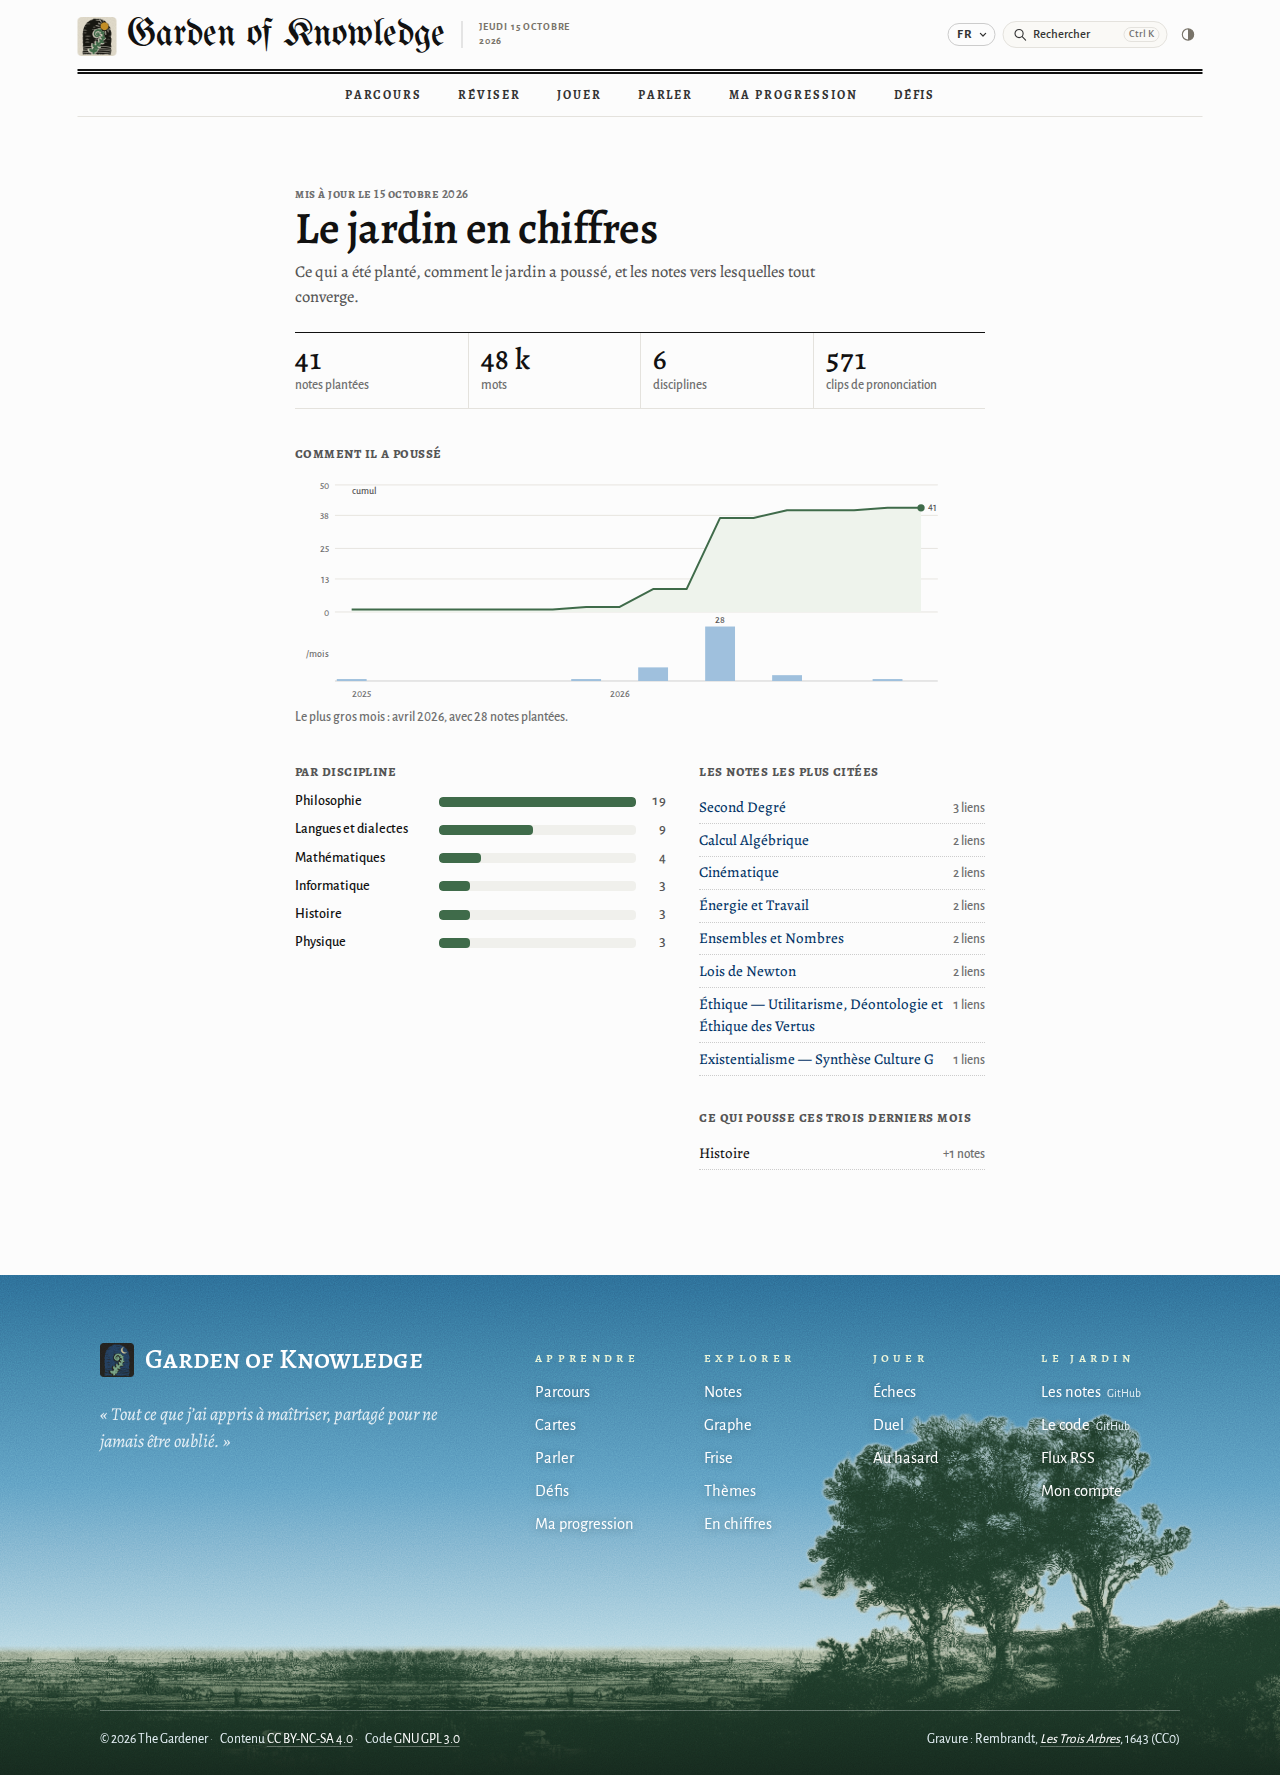 Garden of Knowledge
JEUDI 15 OCTOBRE
2026
FR
Rechercher
Ctrl K
PARCOURS
RÉVISER
JOUER
PARLER
MA PROGRESSION
DÉFIS
MIS À JOUR LE 15 OCTOBRE 2026
Le jardin en chiffres
Ce qui a été planté, comment le jardin a poussé, et les notes vers lesquelles tout
converge.
41
notes plantées
48 k
mots
6
disciplines
571
clips de prononciation
COMMENT IL A POUSSÉ
50
cumul
38
41
25
13
0
28
/mois
2025
2026
Le plus gros mois : avril 2026, avec 28 notes plantées.
PAR DISCIPLINE
Philosophie 19
Langues et dialectes 9
Mathématiques 4
Informatique 3
Histoire 3
Physique 3
LES NOTES LES PLUS CITÉES
Second Degré 3 liens
Calcul Algébrique 2 liens
Cinématique 2 liens
Énergie et Travail 2 liens
Ensembles et Nombres 2 liens
Lois de Newton 2 liens
Éthique — Utilitarisme, Déontologie et 1 liens
Éthique des Vertus
Existentialisme — Synthèse Culture G 1 liens
CE QUI POUSSE CES TROIS DERNIERS MOIS
Histoire +1 notes
GARDEN OF KNOWLEDGE
« Tout ce que j’ai appris à maîtriser, partagé pour ne
jamais être oublié. »
APPRENDRE
Parcours
Cartes
Parler
Défis
Ma progression
EXPLORER
Notes
Graphe
Frise
Thèmes
En chiffres
JOUER
Échecs
Duel
Au hasard
LE JARDIN
Les notes GitHub
Le code GitHub
Flux RSS
Mon compte
© 2026 The Gardener · Contenu CC BY-NC-SA 4.0 · Code GNU GPL 3.0
Gravure : Rembrandt, Les Trois Arbres, 1643 (CC0)